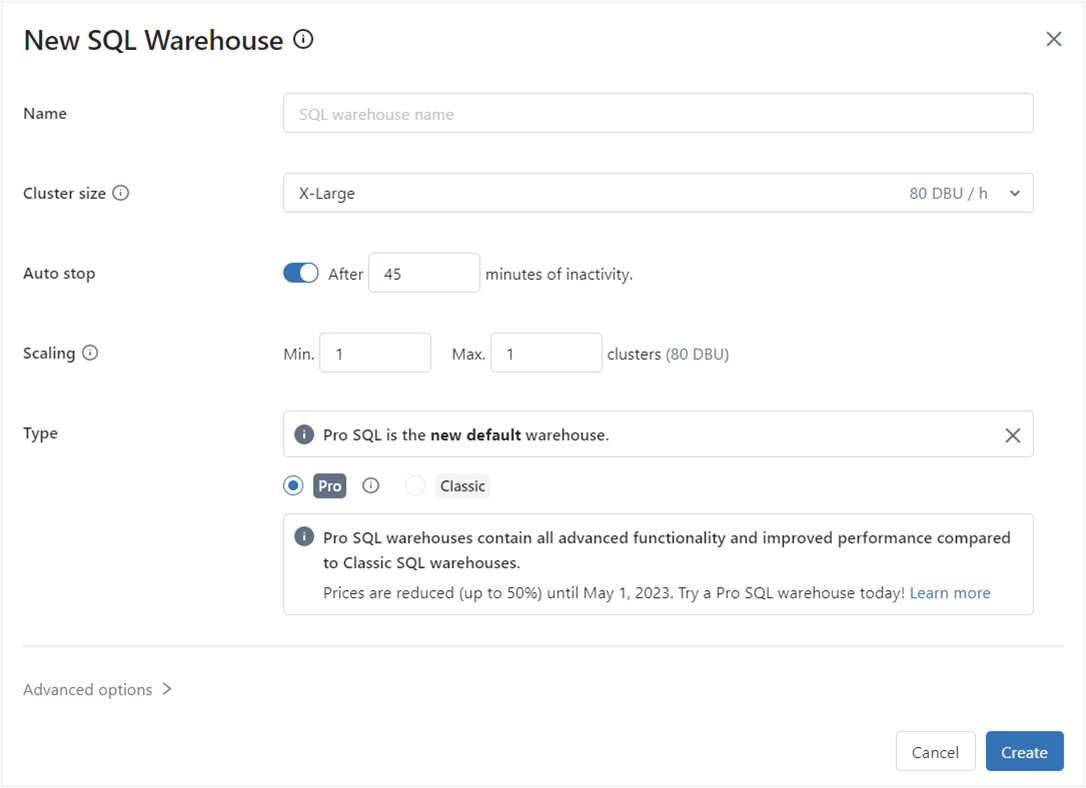 New SQL Warehouse
Name
SQL warehouse name
Cluster size
X-Large 80 DBU / h
Auto stop
After 45 minutes of inactivity.
Scaling
Min. 1 Max. 1 clusters (80 DBU)
Type
Pro SQL is the new default warehouse.
Pro Classic
Pro SQL warehouses contain all advanced functionality and improved performance compared
to Classic SQL warehouses.
Prices are reduced (up to 50%) until May 1, 2023. Try a Pro SQL warehouse today! Learn more
Advanced options
Cancel Create